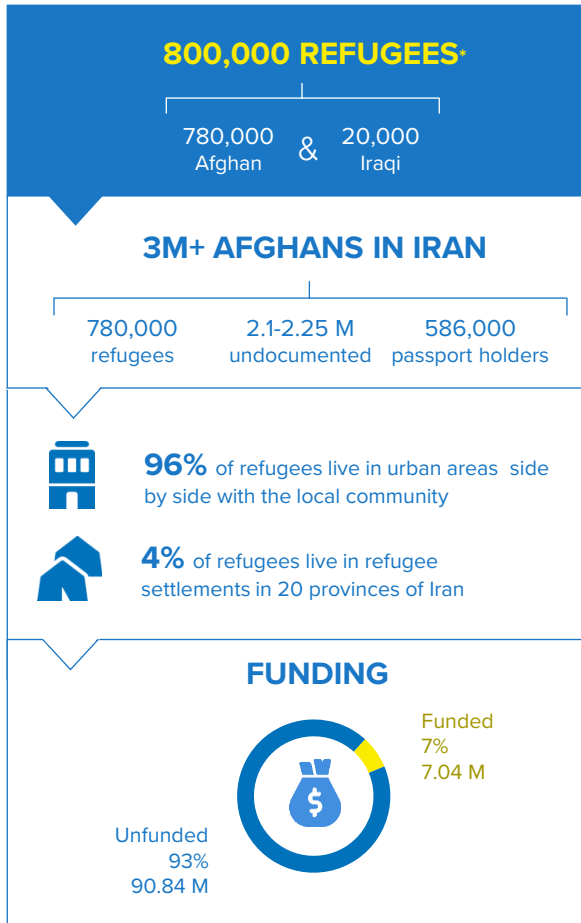 800,000 REFUGEES*
780,000
Afghan
&
20,000
Iraqi
3M+ AFGHANS IN IRAN
780,000
refugees
2.1-2.25 M
undocumented
586,000
passport holders
96% of refugees live in urban areas side
by side with the local community
4% of refugees live in refugee
settlements in 20 provinces of Iran
FUNDING
Funded
7%
7.04 M
$
Unfunded
93%
90.84 M